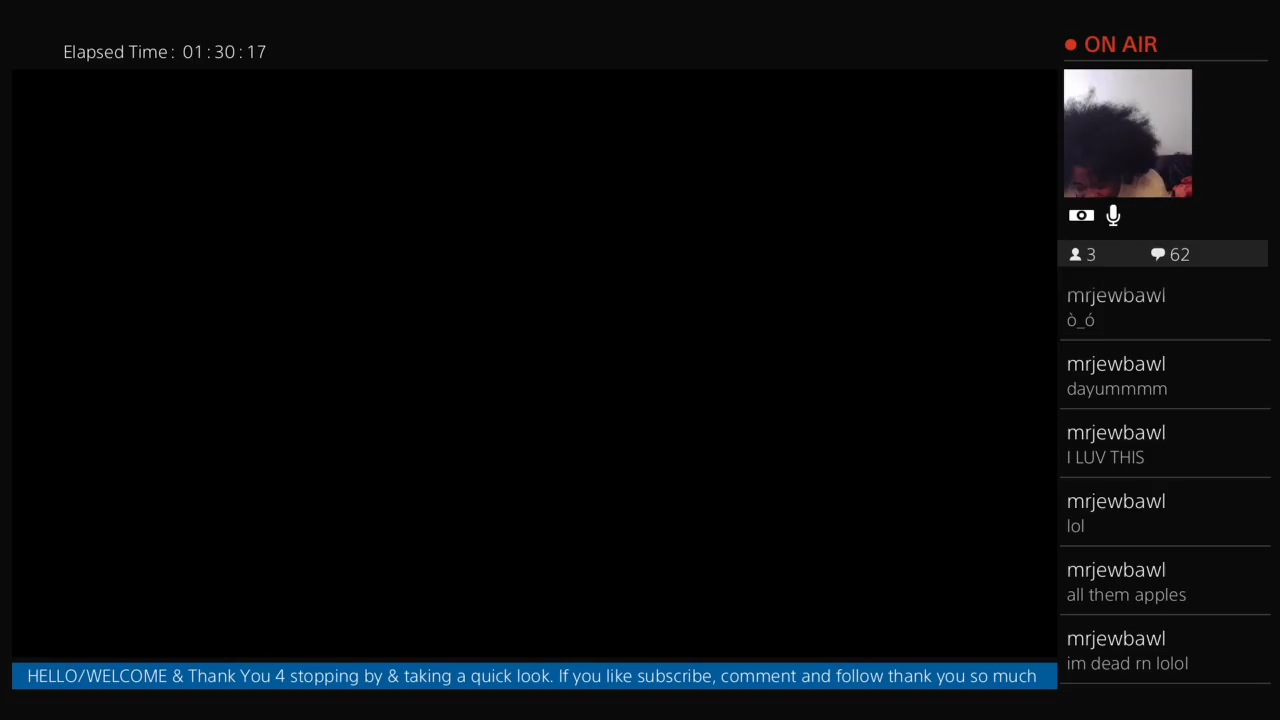 Elapsed Time: 01:30:17
ON AIR
3 62
mrjewbawl
ò_ó
mrjewbawl
dayummmm
mrjewbawl
I LUV THIS
mrjewbawl
lol
mrjewbawl
all them apples
mrjewbawl
im dead rn lolol
HELLO/WELCOME & Thank You 4 stopping by & taking a quick look. If you like subscribe, comment and follow thank you so much